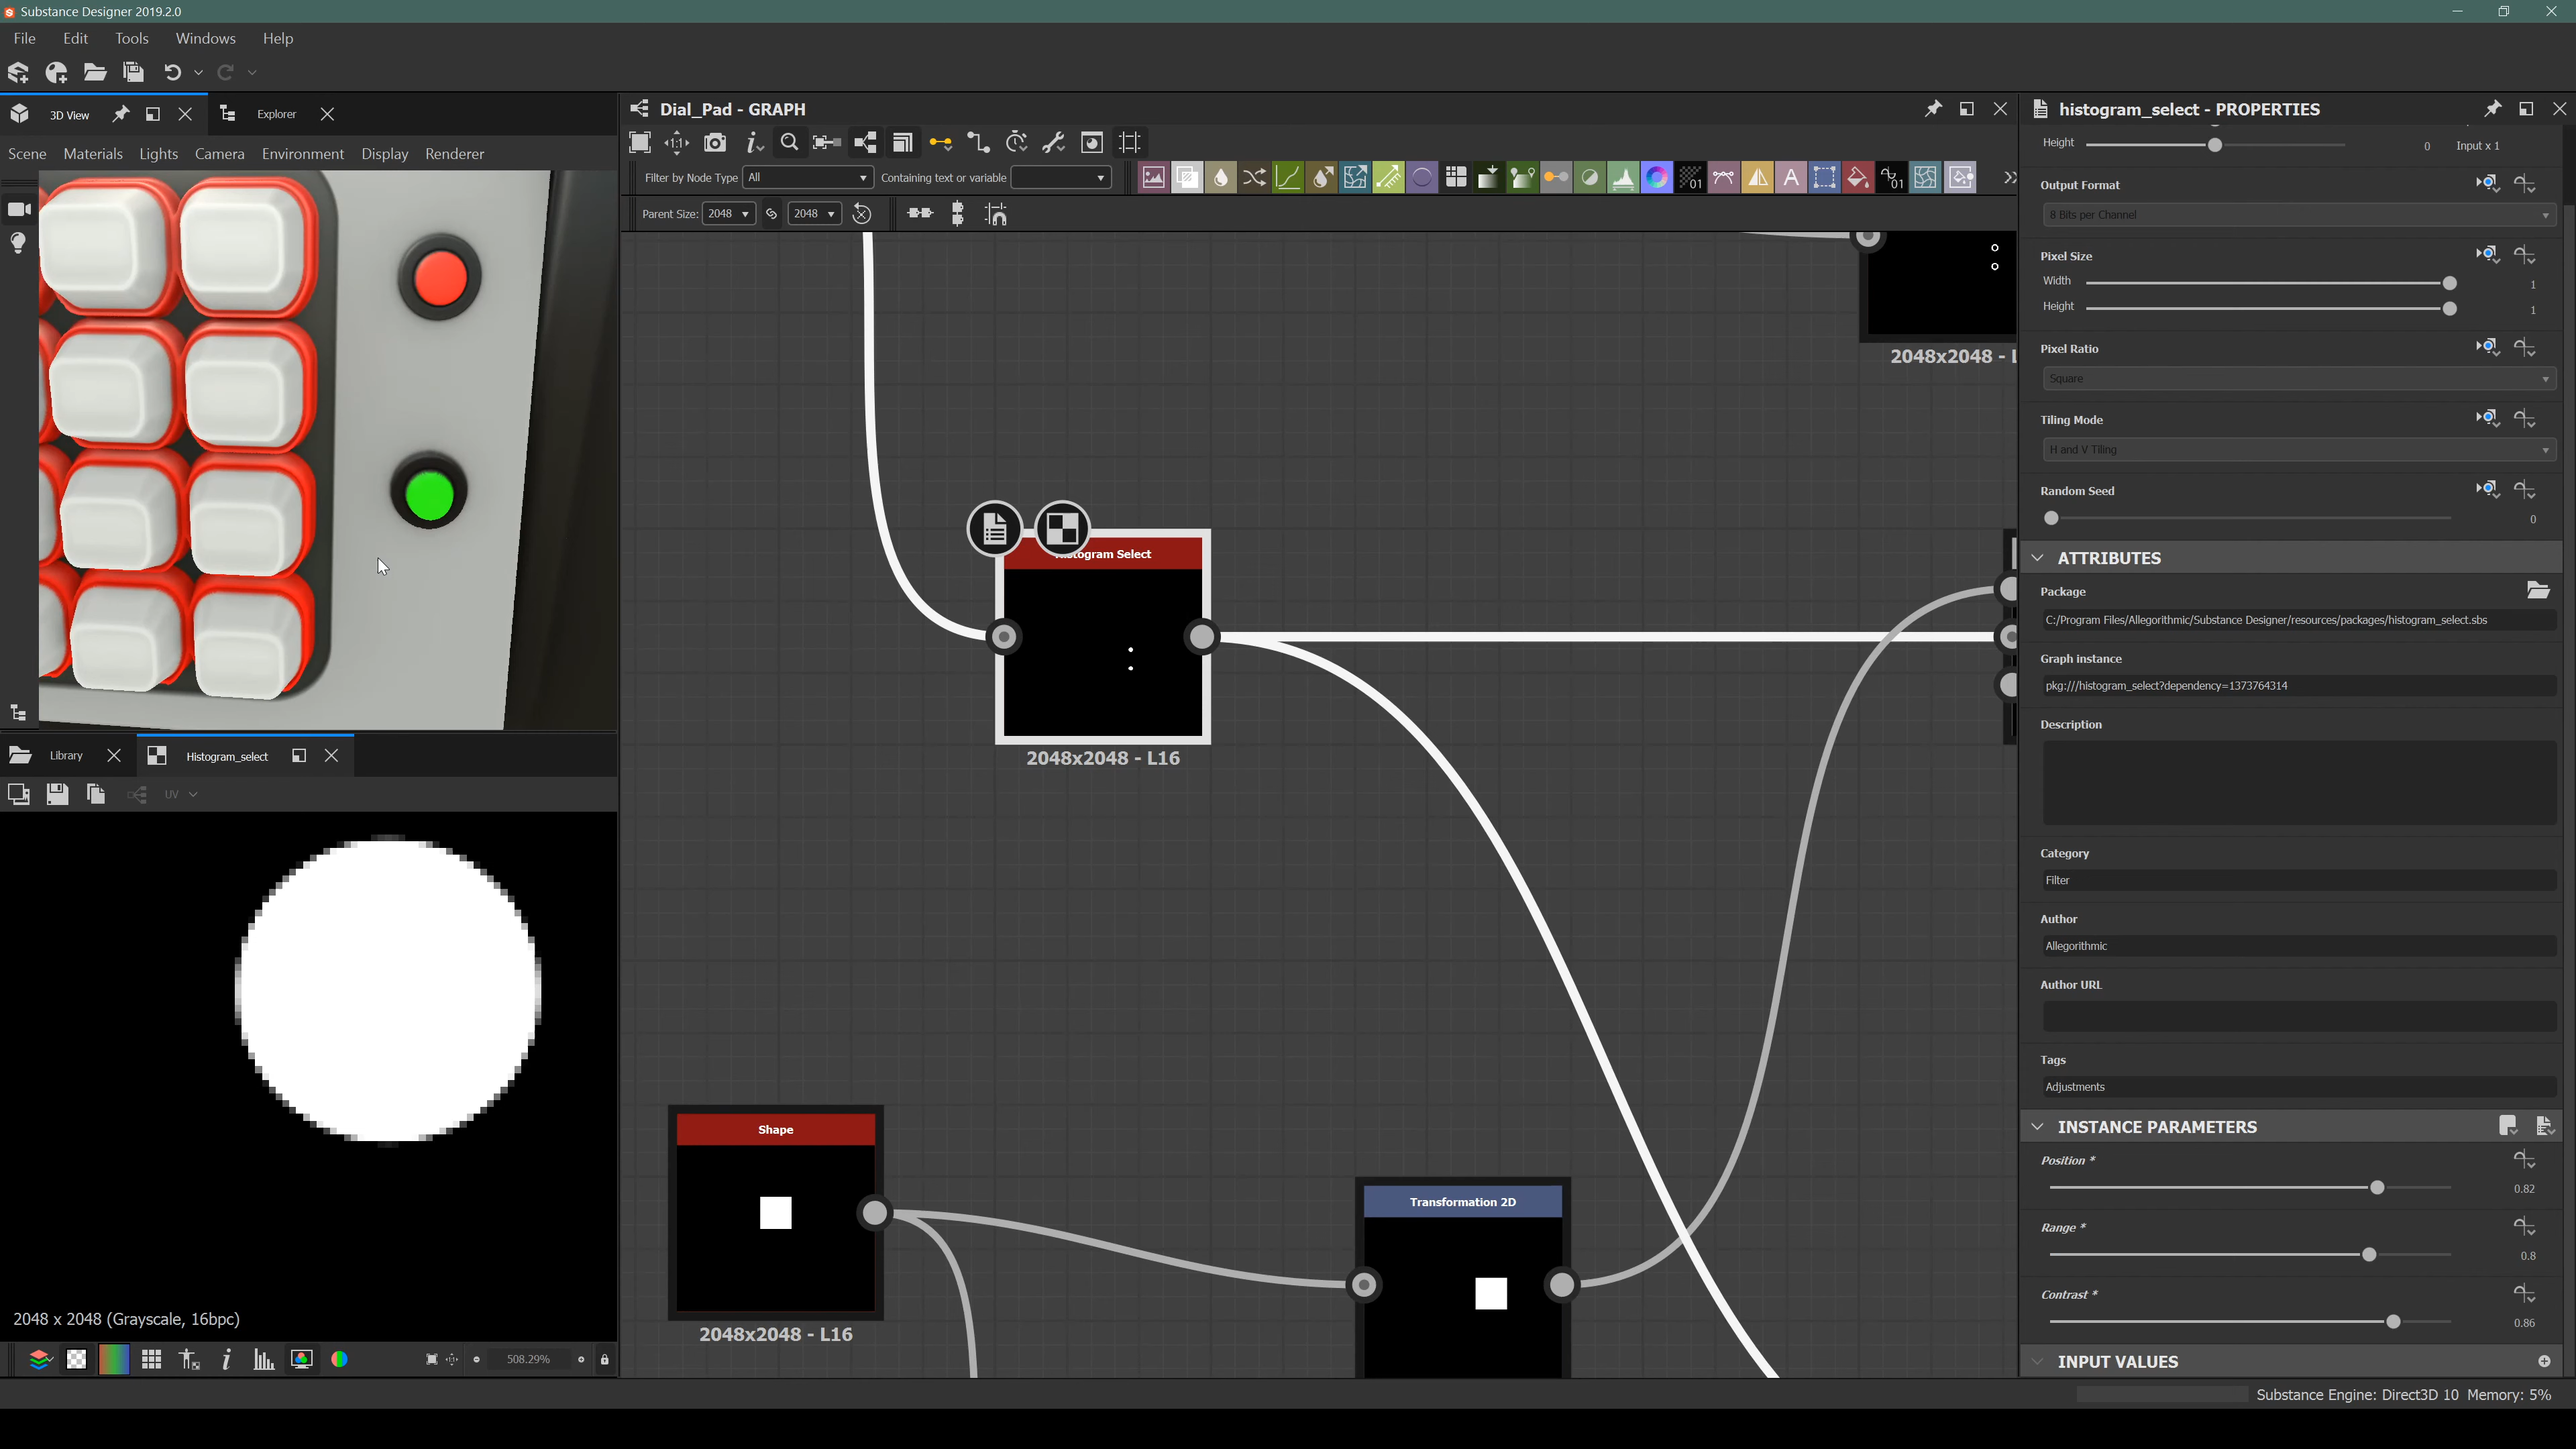 Substance Designer 2019.2.0
File Edit Tools Windows Help
3D View Explorer
Scene Materials Lights Camera Environment Display Renderer
Dial_Pad - GRAPH
Filter by Node Type All Containing text or variable
Parent Size: 2048 2048
2048x2048 - L
togram Select
2048x2048 - L16
Shape
2048x2048 - L16
Transformation 2D
Library Histogram_select
UV
2048 x 2048 (Grayscale, 16bpc)
508.29%
histogram_select - PROPERTIES
Height 0 Input x 1
Output Format
8 Bits per Channel
Pixel Size
Width 1
Height 1
Pixel Ratio
Square
Tiling Mode
H and V Tiling
Random Seed
0
ATTRIBUTES
Package
C:/Program Files/Allegorithmic/Substance Designer/resources/packages/histogram_select.sbs
Graph instance
pkg:///histogram_select?dependency=1373764314
Description
Category
Filter
Author
Allegorithmic
Author URL
Tags
Adjustments
INSTANCE PARAMETERS
Position *
0.82
Range *
0.8
Contrast *
0.86
INPUT VALUES
Substance Engine: Direct3D 10 Memory: 5%